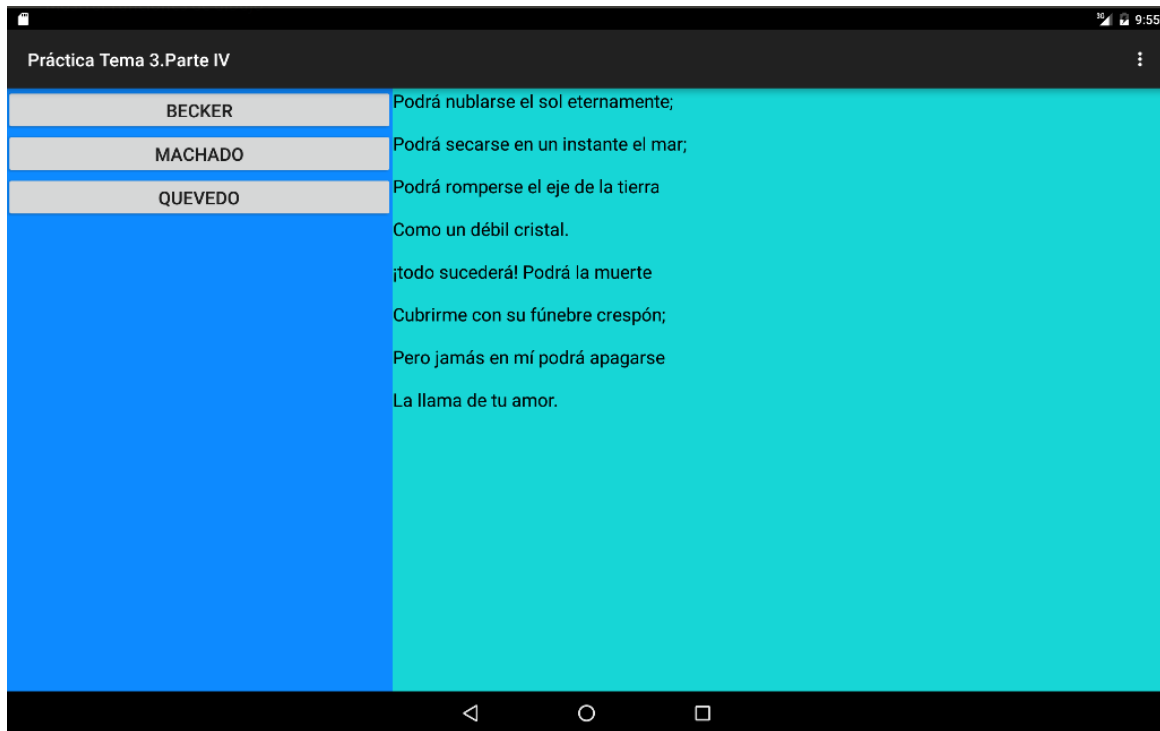 3G 9:55
Práctica Tema 3.Parte IV
BECKER
MACHADO
QUEVEDO
Podrá nublarse el sol eternamente;
Podrá secarse en un instante el mar;
Podrá romperse el eje de la tierra
Como un débil cristal.
¡todo sucederá! Podrá la muerte
Cubrirme con su fúnebre crespón;
Pero jamás en mí podrá apagarse
La llama de tu amor.